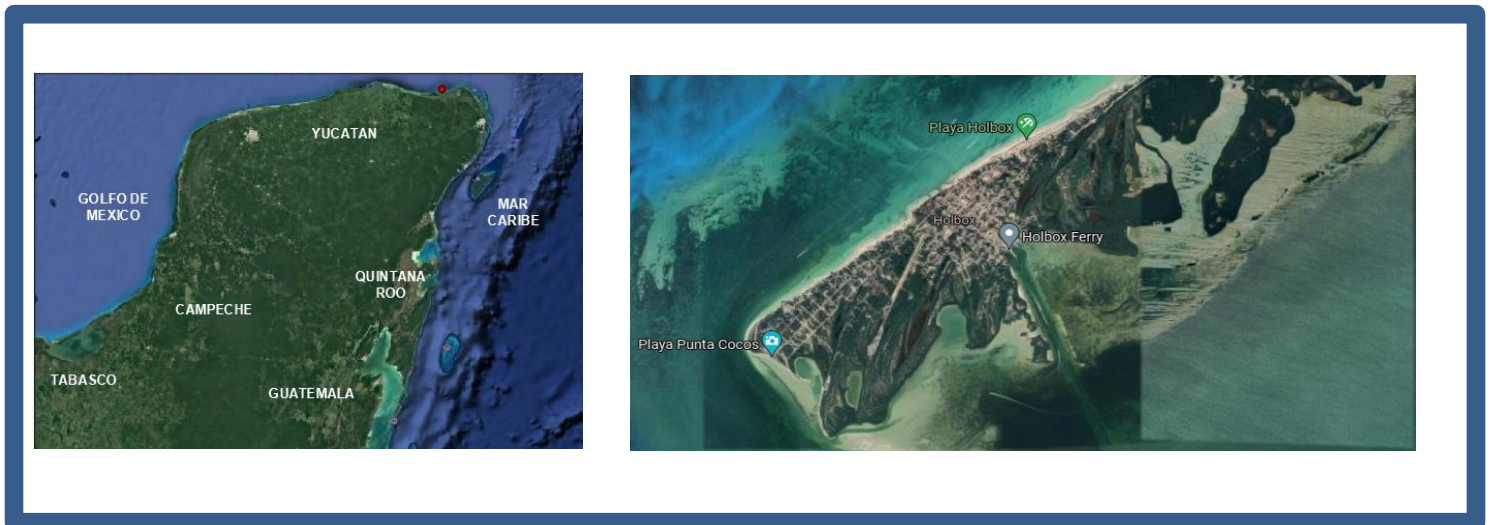 YUCATAN
GOLFO DE
MEXICO
MAR
CARIBE
QUINTANA
ROO
CAMPECHE
TABASCO
GUATEMALA
Playa Holbox
Holbox
Holbox Ferry
Playa Punta Cocos